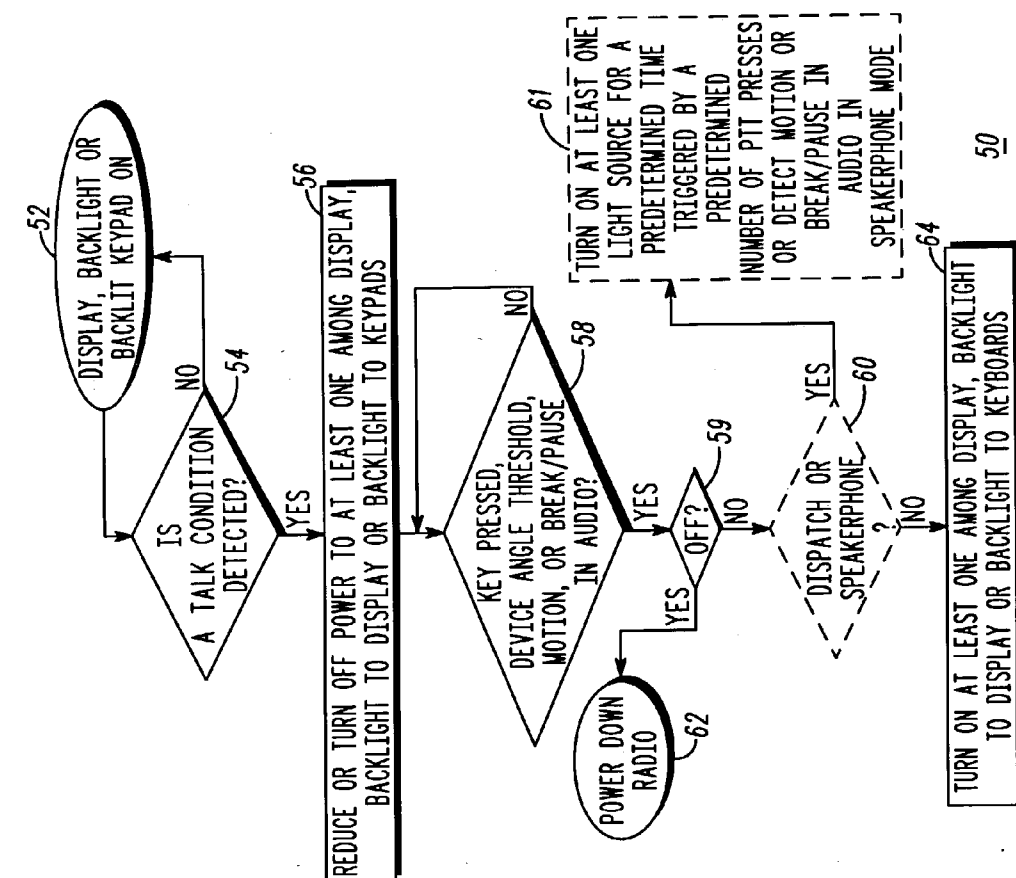 52
DISPLAY, BACKLIGHT OR
BACKLIT KEYPAD ON
NO
54
IS
A TALK CONDITION
DETECTED?
YES
56
REDUCE OR TURN OFF POWER TO AT LEAST ONE AMONG DISPLAY,
BACKLIGHT TO DISPLAY OR BACKLIGHT TO KEYPADS
KEY PRESSED,
DEVICE ANGLE THRESHOLD,
MOTION, OR BREAK/PAUSE
IN AUDIO?
NO
58
YES
OFF?
59
YES
NO
POWER DOWN
RADIO
62
DISPATCH OR
SPEAKERPHONE
?
YES
60
NO
61
TURN ON AT LEAST ONE
LIGHT SOURCE FOR A
PREDETERMINED TIME
TRIGGERED BY A
PREDETERMINED
NUMBER OF PTT PRESSES
OR DETECT MOTION OR
BREAK/PAUSE IN
AUDIO IN
SPEAKERPHONE MODE
64
TURN ON AT LEAST ONE AMONG DISPLAY, BACKLIGHT
TO DISPLAY OR BACKLIGHT TO KEYBOARDS
50